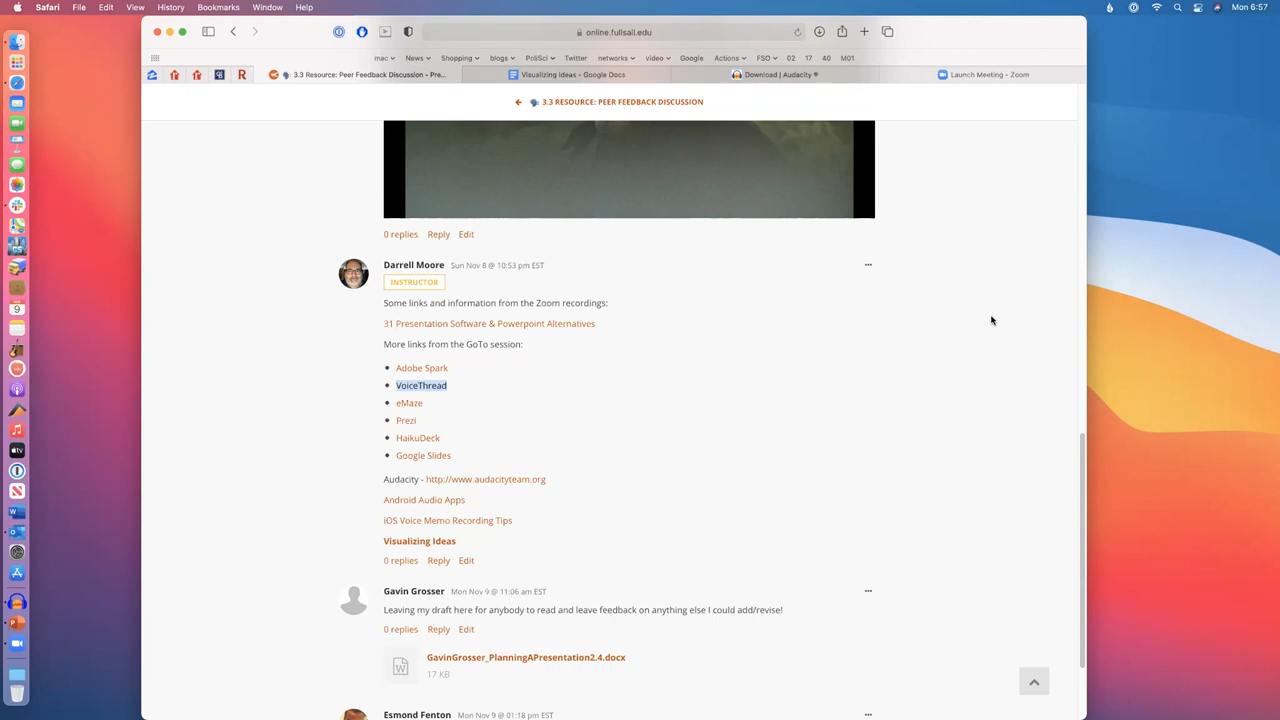 Safari File Edit View History Bookmarks Window Help Mon 6:57
online.fullsail.edu
mac News Shopping blogs PoliSci Twitter networks video Google Actions FSO 02 17 40 M01
3.3 Resource: Peer Feedback Discussion - Pre... Visualizing Ideas - Google Docs Download | Audacity ® Launch Meeting - Zoom
3.3 RESOURCE: PEER FEEDBACK DISCUSSION
0 replies Reply Edit
Darrell Moore Sun Nov 8 @ 10:53 pm EST
INSTRUCTOR
Some links and information from the Zoom recordings:
31 Presentation Software & Powerpoint Alternatives
More links from the GoTo session:
Adobe Spark
VoiceThread
eMaze
Prezi
HaikuDeck
Google Slides
Audacity - http://www.audacityteam.org
Android Audio Apps
iOS Voice Memo Recording Tips
Visualizing Ideas
0 replies Reply Edit
Gavin Grosser Mon Nov 9 @ 11:06 am EST
Leaving my draft here for anybody to read and leave feedback on anything else I could add/revise!
0 replies Reply Edit
GavinGrosser_PlanningAPresentation2.4.docx
17 KB
Esmond Fenton Mon Nov 9 @ 01:18 pm EST